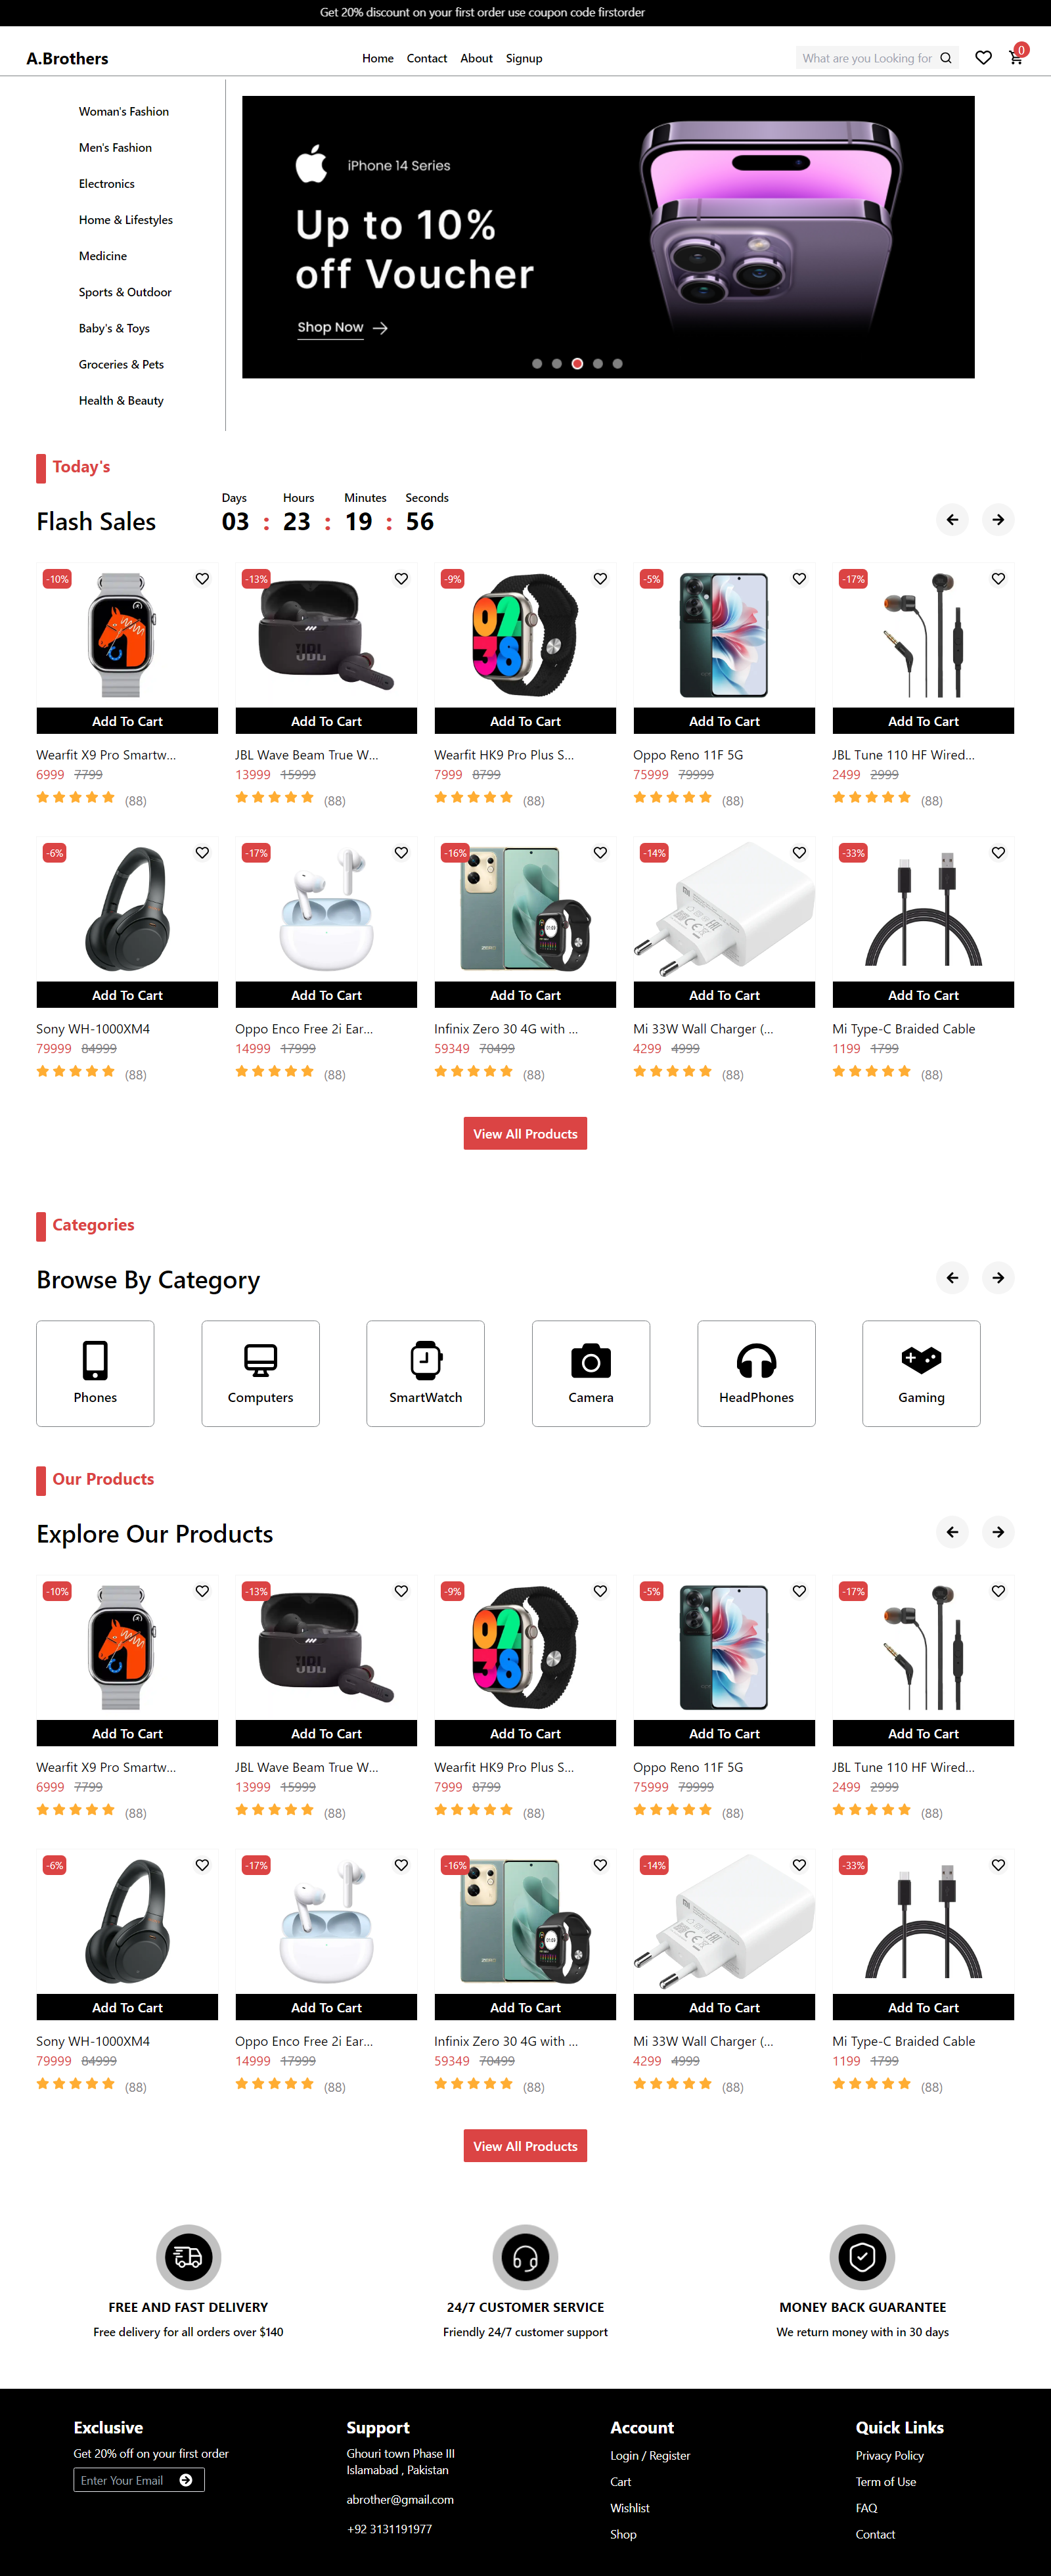 Get 20% discount on your first order use coupon code firstorder
A.Brothers
Home Contact About Signup
What are you Looking for
0
Woman's Fashion
Men's Fashion
Electronics
Home & Lifestyles
Medicine
Sports & Outdoor
Baby's & Toys
Groceries & Pets
Health & Beauty
iPhone 14 Series
Up to 10%
off Voucher
Shop Now
Today's
Flash Sales
Days Hours Minutes Seconds
03 : 23 : 19 : 56
-10% -13% -9% -5% -17%
JBL
Add To Cart Add To Cart Add To Cart Add To Cart Add To Cart
Wearfit X9 Pro Smartw... JBL Wave Beam True W... Wearfit HK9 Pro Plus S... Oppo Reno 11F 5G JBL Tune 110 HF Wired...
6999 7799 13999 15999 7999 8799 75999 79999 2499 2999
(88) (88) (88) (88) (88)
-6% -17% -16% -14% -33%
Add To Cart Add To Cart Add To Cart Add To Cart Add To Cart
Sony WH-1000XM4 Oppo Enco Free 2i Ear... Infinix Zero 30 4G with ... Mi 33W Wall Charger (... Mi Type-C Braided Cable
79999 84999 14999 17999 59349 70499 4299 4999 1199 1799
(88) (88) (88) (88) (88)
View All Products
Categories
Browse By Category
Phones Computers SmartWatch Camera HeadPhones Gaming
Our Products
Explore Our Products
-10% -13% -9% -5% -17%
JBL
Add To Cart Add To Cart Add To Cart Add To Cart Add To Cart
Wearfit X9 Pro Smartw... JBL Wave Beam True W... Wearfit HK9 Pro Plus S... Oppo Reno 11F 5G JBL Tune 110 HF Wired...
6999 7799 13999 15999 7999 8799 75999 79999 2499 2999
(88) (88) (88) (88) (88)
-6% -17% -16% -14% -33%
Add To Cart Add To Cart Add To Cart Add To Cart Add To Cart
Sony WH-1000XM4 Oppo Enco Free 2i Ear... Infinix Zero 30 4G with ... Mi 33W Wall Charger (... Mi Type-C Braided Cable
79999 84999 14999 17999 59349 70499 4299 4999 1199 1799
(88) (88) (88) (88) (88)
View All Products
FREE AND FAST DELIVERY
Free delivery for all orders over $140
24/7 CUSTOMER SERVICE
Friendly 24/7 customer support
MONEY BACK GUARANTEE
We return money with in 30 days
Exclusive
Get 20% off on your first order
Enter Your Email
Support
Ghouri town Phase III
Islamabad , Pakistan
abrother@gmail.com
+92 3131191977
Account
Login / Register
Cart
Wishlist
Shop
Quick Links
Privacy Policy
Term of Use
FAQ
Contact